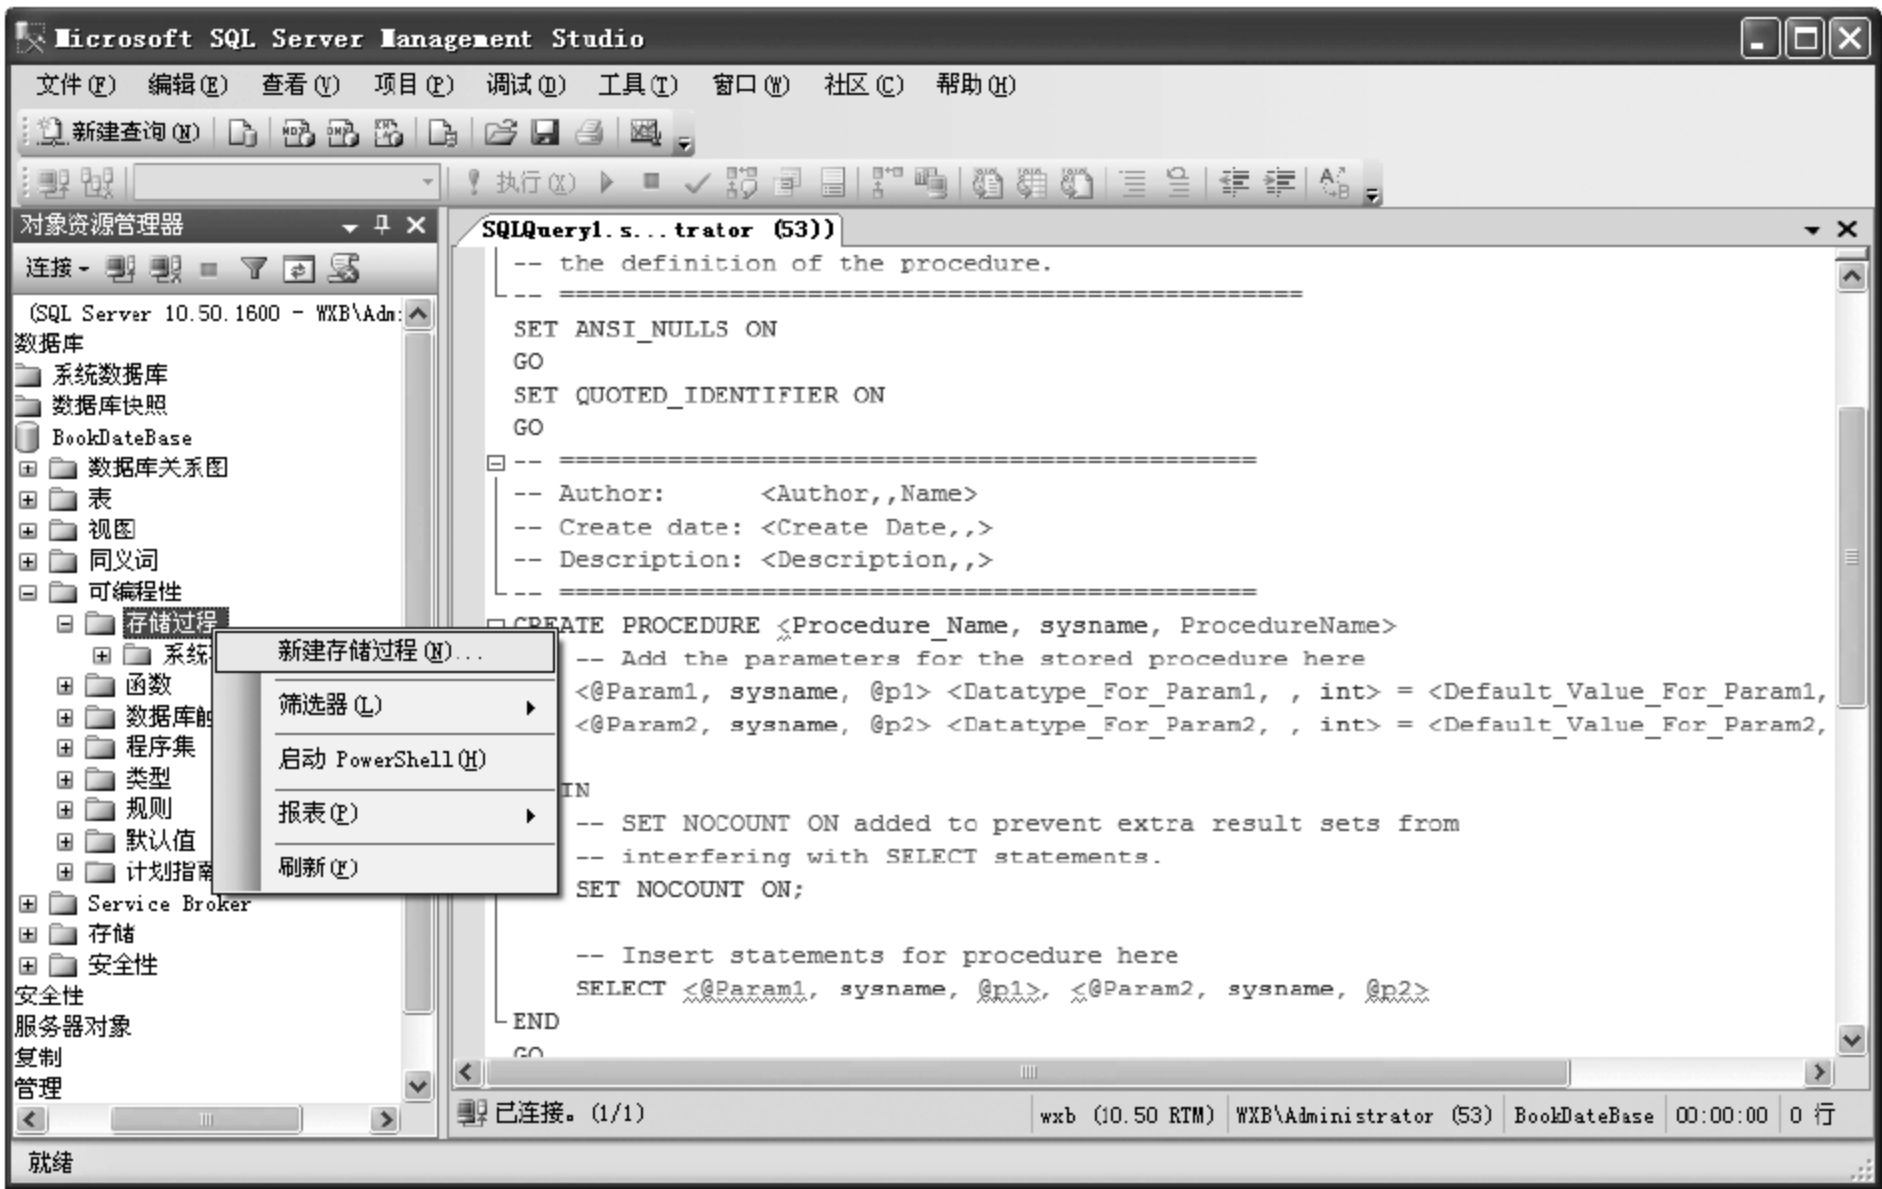 Microsoft SQL Server Management Studio
文件(F) 编辑(E) 查看(V) 项目(P) 调试(D) 工具(T) 窗口(W) 社区(C) 帮助(H)
新建查询(N)
执行(X)
对象资源管理器
连接
(SQL Server 10.50.1600 - WXB\Adm
数据库
系统数据库
数据库快照
BookDateBase
数据库关系图
表
视图
同义词
可编程性
存储过程
系统
函数
数据库触
程序集
类型
规则
默认值
计划指南
Service Broker
存储
安全性
安全性
服务器对象
复制
管理
新建存储过程(N)...
筛选器(L)
启动 PowerShell(H)
报表(P)
刷新(F)
SQLQuery1.s...trator (53))
-- the definition of the procedure.
-- ================================================
SET ANSI_NULLS ON
GO
SET QUOTED_IDENTIFIER ON
GO
-- =============================================
-- Author: <Author,,Name>
-- Create date: <Create Date,,>
-- Description: <Description,,>
-- =============================================
CREATE PROCEDURE <Procedure_Name, sysname, ProcedureName>
-- Add the parameters for the stored procedure here
<@Param1, sysname, @p1> <Datatype_For_Param1, , int> = <Default_Value_For_Param1,
<@Param2, sysname, @p2> <Datatype_For_Param2, , int> = <Default_Value_For_Param2,
IN
-- SET NOCOUNT ON added to prevent extra result sets from
-- interfering with SELECT statements.
SET NOCOUNT ON;
-- Insert statements for procedure here
SELECT <@Param1, sysname, @p1>, <@Param2, sysname, @p2>
END
GO
已连接。(1/1)
wxb (10.50 RTM) WXB\Administrator (53) BookDateBase 00:00:00 0 行
就绪